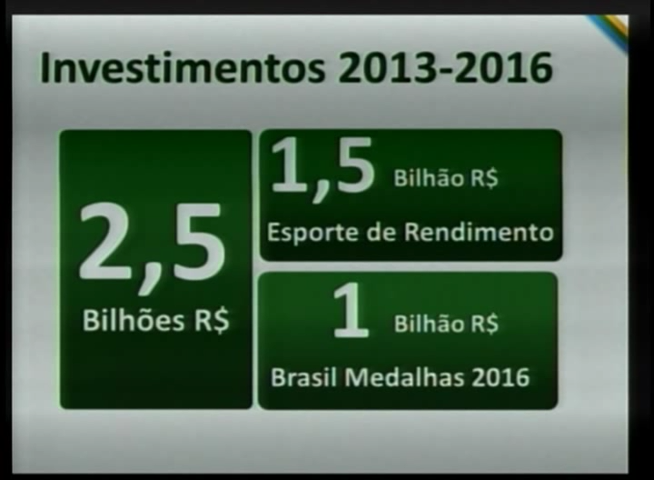 Investimentos 2013-2016
2,5
Bilhões R$
1,5 Bilhão R$
Esporte de Rendimento
1 Bilhão R$
Brasil Medalhas 2016